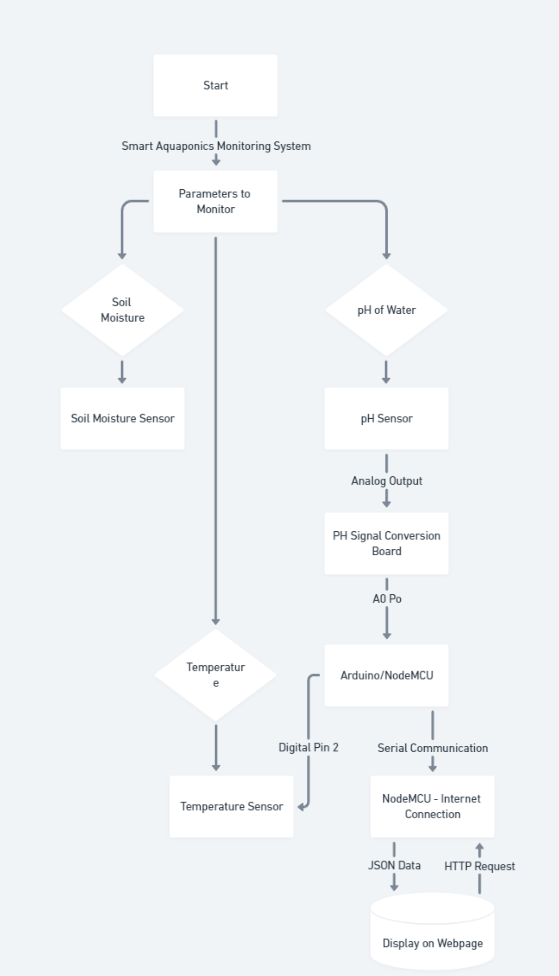 Start
Smart Aquaponics Monitoring System
Parameters to
Monitor
Soil
Moisture
pH of Water
Soil Moisture Sensor
pH Sensor
Analog Output
PH Signal Conversion
Board
A0 Po
Temperatur
e
Arduino/NodeMCU
Digital Pin 2
Serial Communication
Temperature Sensor
NodeMCU - Internet
Connection
JSON Data
HTTP Request
Display on Webpage